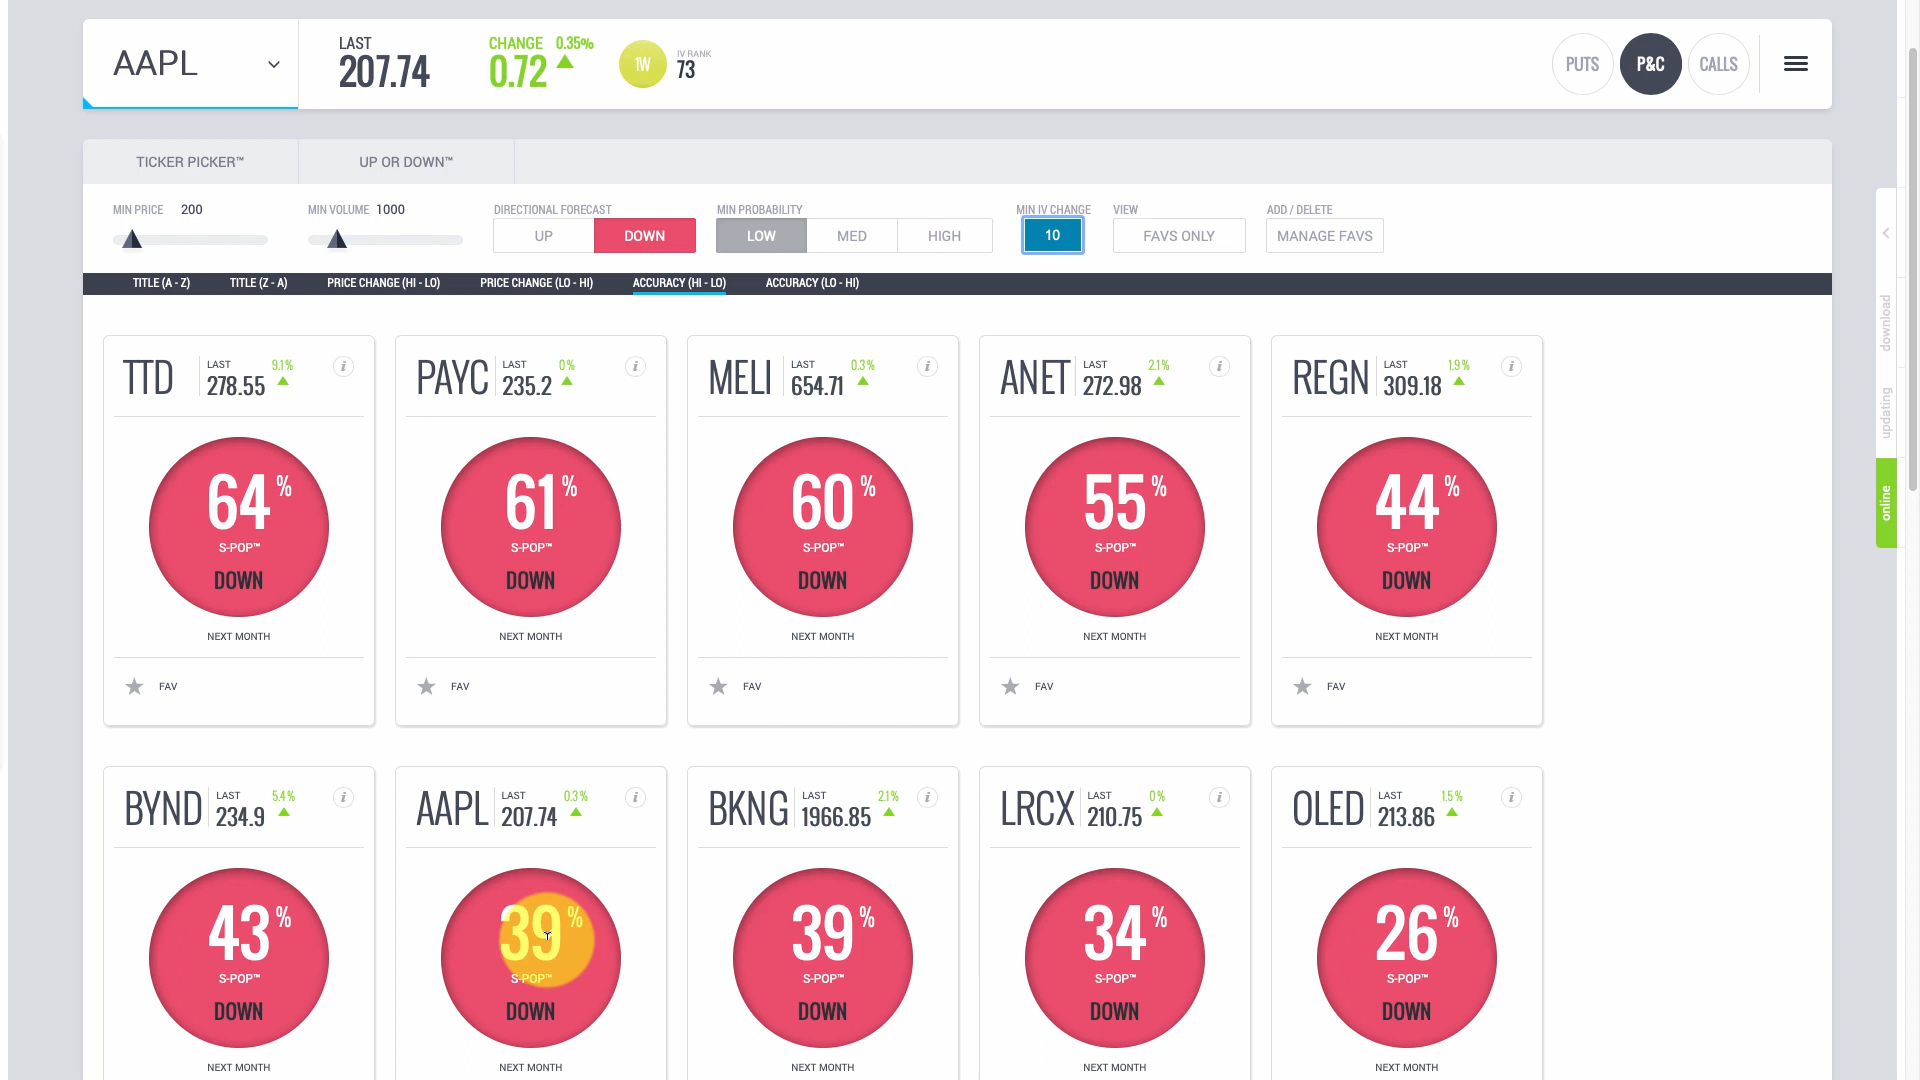 AAPL
LAST
207.74
CHANGE 0.35%
0.72
1W
IV RANK
73
PUTS
P&C
CALLS
TICKER PICKER™
UP OR DOWN™
MIN PRICE 200
MIN VOLUME 1000
DIRECTIONAL FORECAST
UP
DOWN
MIN PROBABILITY
LOW
MED
HIGH
MIN IV CHANGE
10
VIEW
FAVS ONLY
ADD / DELETE
MANAGE FAVS
TITLE (A - Z)
TITLE (Z - A)
PRICE CHANGE (HI - LO)
PRICE CHANGE (LO - HI)
ACCURACY (HI - LO)
ACCURACY (LO - HI)
download
updating
online
TTD
LAST 9.1%
278.55
i
64%
S-POP™
DOWN
NEXT MONTH
FAV
PAYC
LAST 0%
235.2
i
61%
S-POP™
DOWN
NEXT MONTH
FAV
MELI
LAST 0.3%
654.71
i
60%
S-POP™
DOWN
NEXT MONTH
FAV
ANET
LAST 2.1%
272.98
i
55%
S-POP™
DOWN
NEXT MONTH
FAV
REGN
LAST 1.9%
309.18
i
44%
S-POP™
DOWN
NEXT MONTH
FAV
BYND
LAST 5.4%
234.9
i
43%
S-POP™
DOWN
NEXT MONTH
AAPL
LAST 0.3%
207.74
i
39%
S-POP™
DOWN
NEXT MONTH
BKNG
LAST 2.1%
1966.85
i
39%
S-POP™
DOWN
NEXT MONTH
LRCX
LAST 0%
210.75
i
34%
S-POP™
DOWN
NEXT MONTH
OLED
LAST 1.5%
213.86
i
26%
S-POP™
DOWN
NEXT MONTH